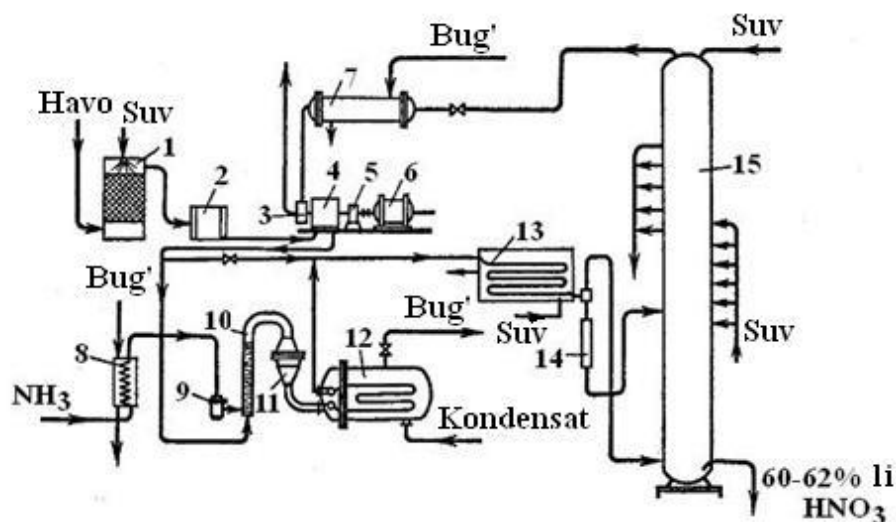 Suv
Bug'
Havo
Suv
7
1
4
5
6
15
2
3
13
Bug'
10
Bug'
12
Suv
8
14
Suv
9
11
NH3
Kondensat
60-62% li
HNO3